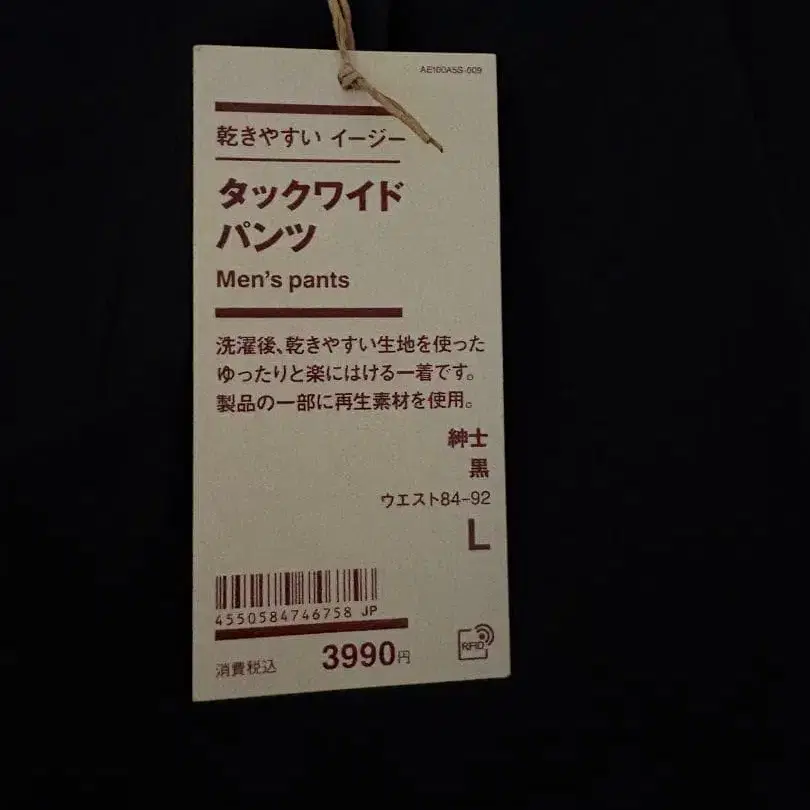 AE100A5S-009
乾きやすい イージー
タックワイド
パンツ
Men's pants
洗濯後、乾きやすい生地を使った
ゆったりと楽にはける一着です。
製品の一部に再生素材を使用。
紳士
黒
ウエスト84-92
L
4550584746758 JP
消費税込 3990円
RFID